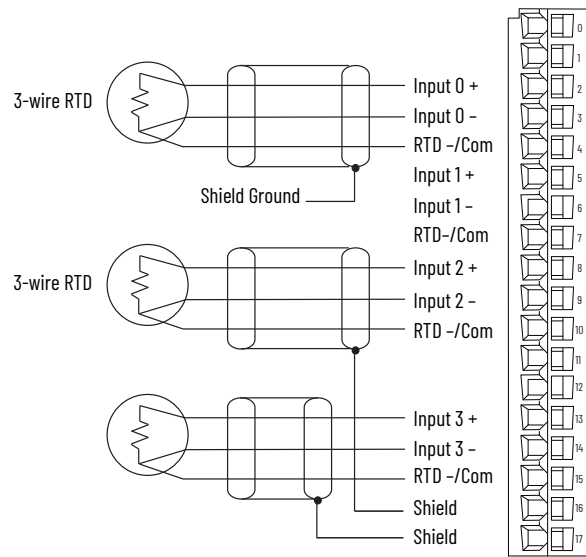 3-wire RTD
Input 0 +
Input 0 –
RTD –/Com
Shield Ground
Input 1 +
Input 1 –
RTD–/Com
3-wire RTD
Input 2 +
Input 2 –
RTD –/Com
Input 3 +
Input 3 –
RTD –/Com
Shield
Shield
0
1
2
3
4
5
6
7
8
9
10
11
12
13
14
15
16
17